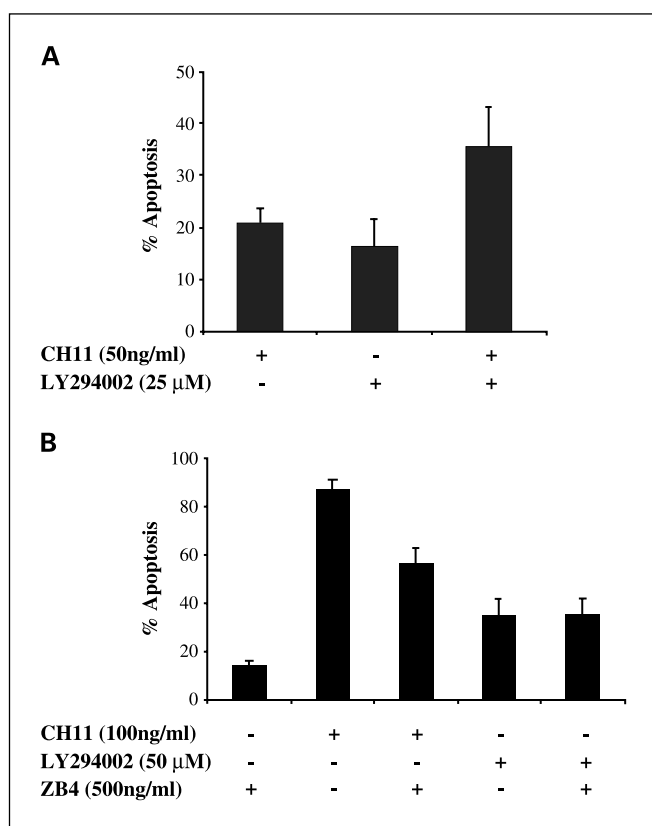 A
50
40
30
20
10
0
% Apoptosis
CH11 (50ng/ml) + - +
LY294002 (25 μM) - + +
B
100
80
60
40
20
0
% Apoptosis
CH11 (100ng/ml) - + + - -
LY294002 (50 μM) - - - + +
ZB4 (500ng/ml) + - + - +